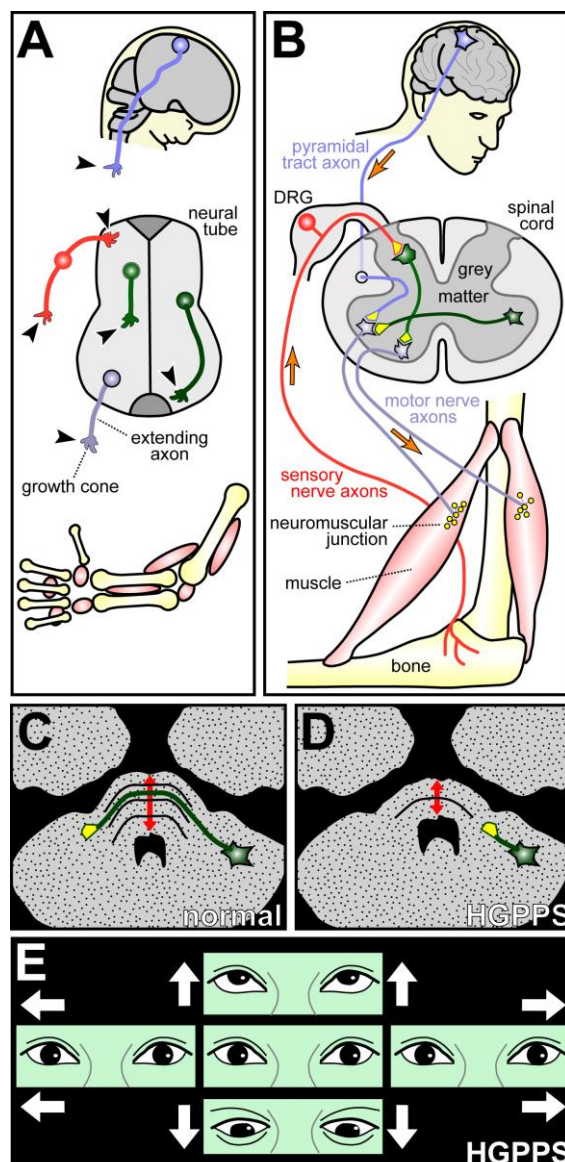 A
neural
tube
extending
axon
growth cone
B
pyramidal
tract axon
DRG
spinal
cord
grey
matter
motor nerve
axons
sensory
nerve axons
neuromuscular
junction
muscle
bone
C
normal
D
HGPPS
E
HGPPS